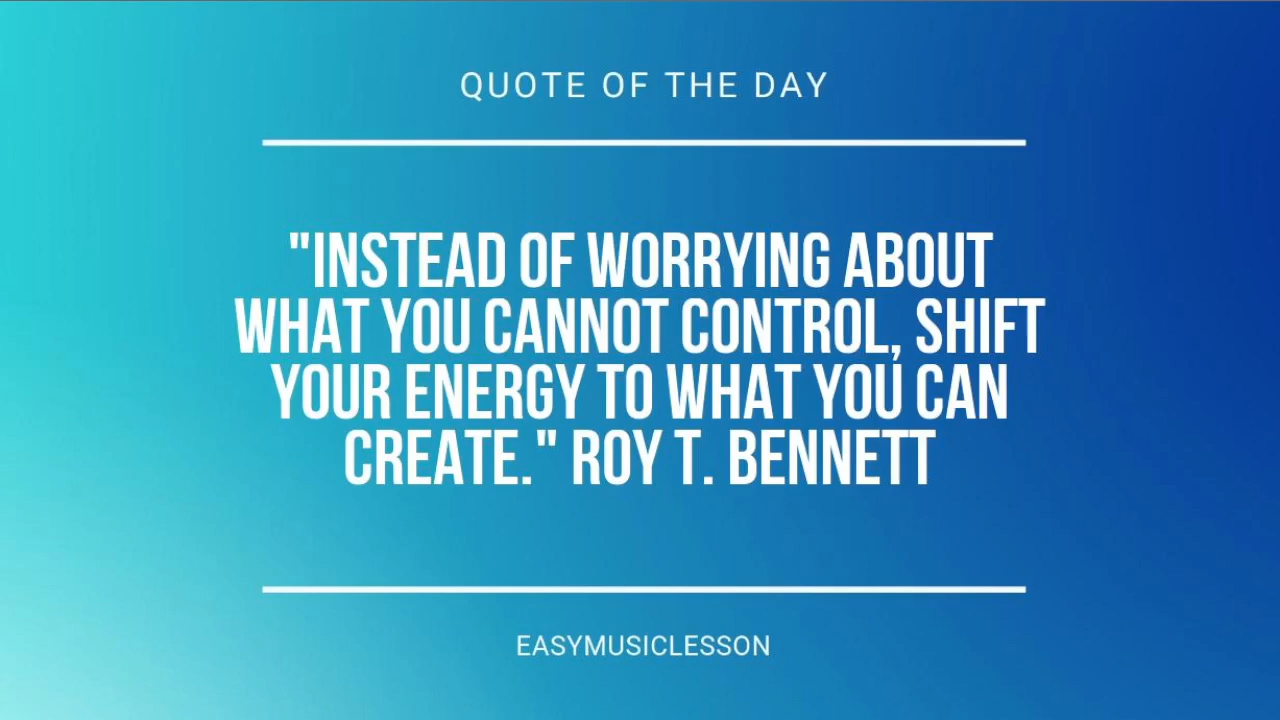 QUOTE OF THE DAY
"INSTEAD OF WORRYING ABOUT
WHAT YOU CANNOT CONTROL, SHIFT
YOUR ENERGY TO WHAT YOU CAN
CREATE." ROY T. BENNETT
EASYMUSICLESSON